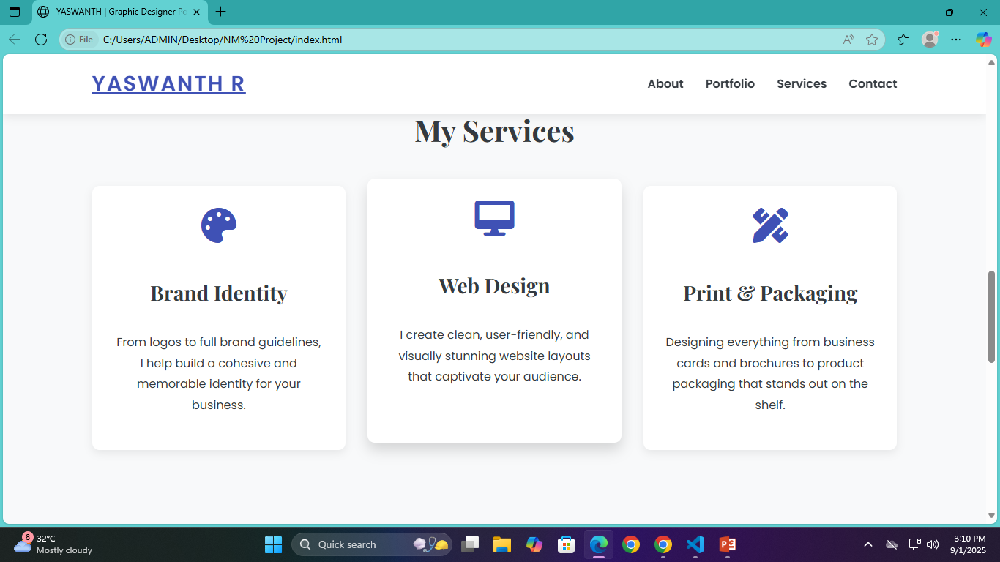 YASWANTH | Graphic Designer Po
File
C:/Users/ADMIN/Desktop/NM%20Project/index.html
YASWANTH R
About
Portfolio
Services
Contact
My Services
Brand Identity
From logos to full brand guidelines,
I help build a cohesive and
memorable identity for your
business.
Web Design
I create clean, user-friendly, and
visually stunning website layouts
that captivate your audience.
Print & Packaging
Designing everything from business
cards and brochures to product
packaging that stands out on the
shelf.
8
32°C
Mostly cloudy
Quick search
3:10 PM
9/1/2025